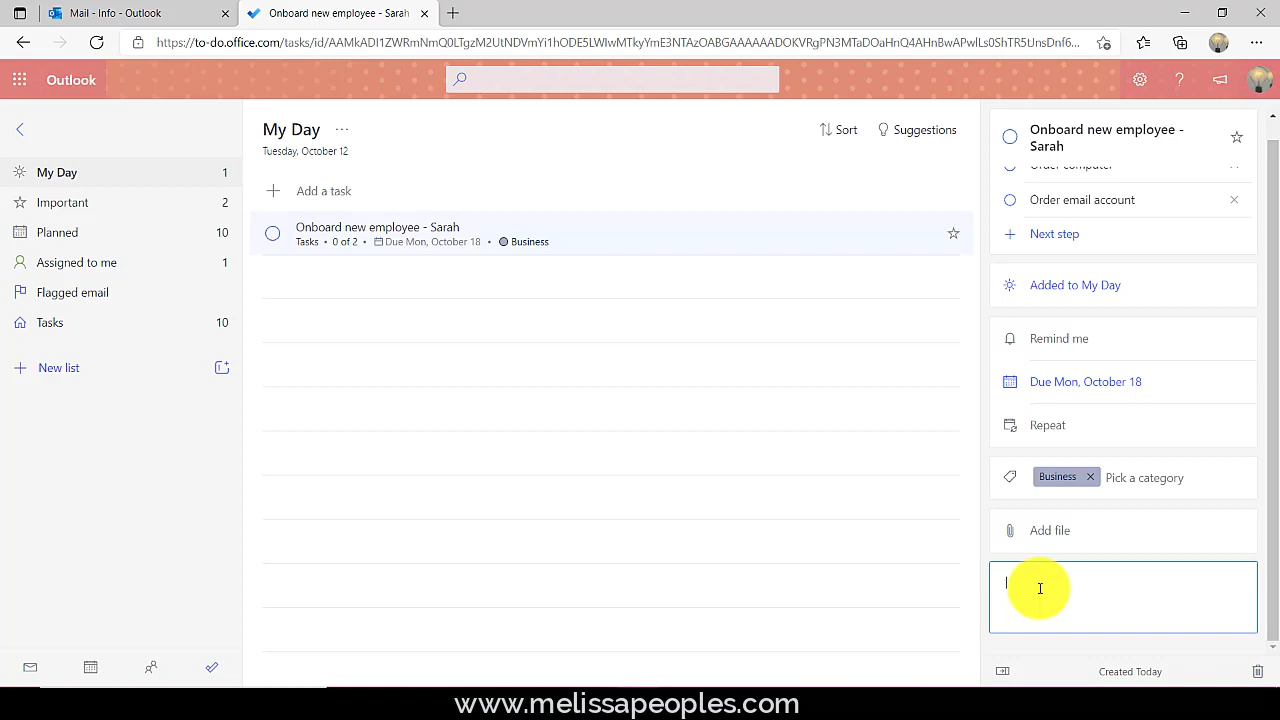 Mail - Info - Outlook
Onboard new employee - Sarah
https://to-do.office.com/tasks/id/AAMkADI1ZWRmNmQ0LTgzM2UtNDVmYi1hODE5LWIwMTkyYmE3NTAzOABGAAAAAADOKVRgPN3MTaDOaHnQ4AHnBwAPwlLs0ShTR5UnsDnf6...
Outlook
My Day ...
Tuesday, October 12
Sort
Suggestions
Add a task
Onboard new employee - Sarah
Tasks • 0 of 2 • Due Mon, October 18 • Business
My Day 1
Important 2
Planned 10
Assigned to me 1
Flagged email
Tasks 10
New list
Onboard new employee -
Sarah
Order computer
Order email account
Next step
Added to My Day
Remind me
Due Mon, October 18
Repeat
Business Pick a category
Add file
Created Today
www.melissapeoples.com